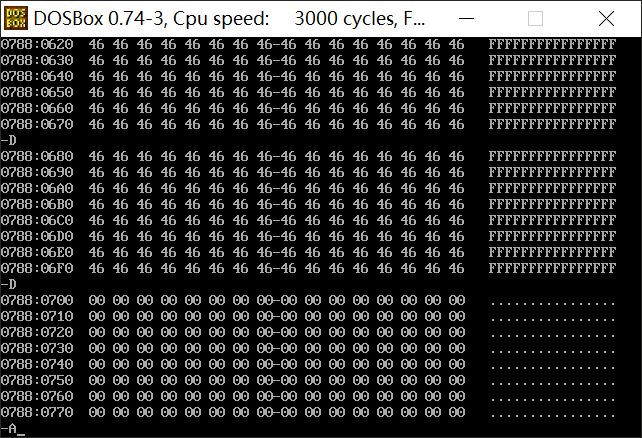 DOS
BOX
DOSBox 0.74-3, Cpu speed:    3000 cycles, F...
0788:0620  46 46 46 46 46 46 46 46-46 46 46 46 46 46 46 46   FFFFFFFFFFFFFFFF
0788:0630  46 46 46 46 46 46 46 46-46 46 46 46 46 46 46 46   FFFFFFFFFFFFFFFF
0788:0640  46 46 46 46 46 46 46 46-46 46 46 46 46 46 46 46   FFFFFFFFFFFFFFFF
0788:0650  46 46 46 46 46 46 46 46-46 46 46 46 46 46 46 46   FFFFFFFFFFFFFFFF
0788:0660  46 46 46 46 46 46 46 46-46 46 46 46 46 46 46 46   FFFFFFFFFFFFFFFF
0788:0670  46 46 46 46 46 46 46 46-46 46 46 46 46 46 46 46   FFFFFFFFFFFFFFFF
-D
0788:0680  46 46 46 46 46 46 46 46-46 46 46 46 46 46 46 46   FFFFFFFFFFFFFFFF
0788:0690  46 46 46 46 46 46 46 46-46 46 46 46 46 46 46 46   FFFFFFFFFFFFFFFF
0788:06A0  46 46 46 46 46 46 46 46-46 46 46 46 46 46 46 46   FFFFFFFFFFFFFFFF
0788:06B0  46 46 46 46 46 46 46 46-46 46 46 46 46 46 46 46   FFFFFFFFFFFFFFFF
0788:06C0  46 46 46 46 46 46 46 46-46 46 46 46 46 46 46 46   FFFFFFFFFFFFFFFF
0788:06D0  46 46 46 46 46 46 46 46-46 46 46 46 46 46 46 46   FFFFFFFFFFFFFFFF
0788:06E0  46 46 46 46 46 46 46 46-46 46 46 46 46 46 46 46   FFFFFFFFFFFFFFFF
0788:06F0  46 46 46 46 46 46 46 46-46 46 46 46 46 46 46 46   FFFFFFFFFFFFFFFF
-D
0788:0700  00 00 00 00 00 00 00 00-00 00 00 00 00 00 00 00   ................
0788:0710  00 00 00 00 00 00 00 00-00 00 00 00 00 00 00 00   ................
0788:0720  00 00 00 00 00 00 00 00-00 00 00 00 00 00 00 00   ................
0788:0730  00 00 00 00 00 00 00 00-00 00 00 00 00 00 00 00   ................
0788:0740  00 00 00 00 00 00 00 00-00 00 00 00 00 00 00 00   ................
0788:0750  00 00 00 00 00 00 00 00-00 00 00 00 00 00 00 00   ................
0788:0760  00 00 00 00 00 00 00 00-00 00 00 00 00 00 00 00   ................
0788:0770  00 00 00 00 00 00 00 00-00 00 00 00 00 00 00 00   ................
-A_